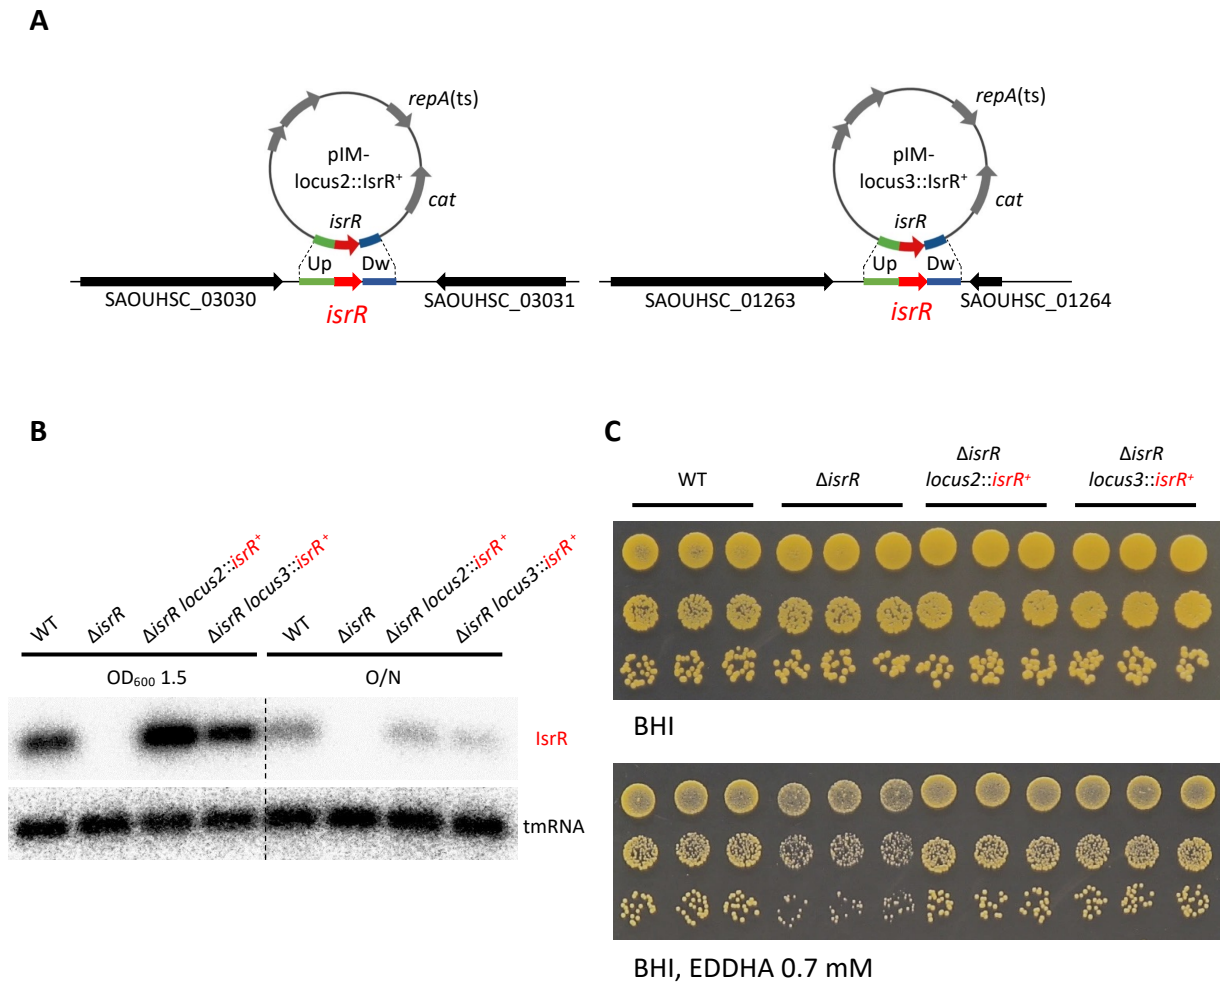 A
repA(ts)
pIM-
locus2::IsrR⁺
cat
isrR
Up
Dw
SAOUHSC_03030
SAOUHSC_03031
isrR
repA(ts)
pIM-
locus3::IsrR⁺
cat
isrR
Up
Dw
SAOUHSC_01263
SAOUHSC_01264
isrR
B
WT
ΔisrR
ΔisrR locus2::isrR⁺
ΔisrR locus3::isrR⁺
WT
ΔisrR
ΔisrR locus2::isrR⁺
ΔisrR locus3::isrR⁺
OD₆₀₀ 1.5
O/N
IsrR
tmRNA
C
WT
ΔisrR
ΔisrR
locus2::isrR⁺
ΔisrR
locus3::isrR⁺
BHI
BHI, EDDHA 0.7 mM